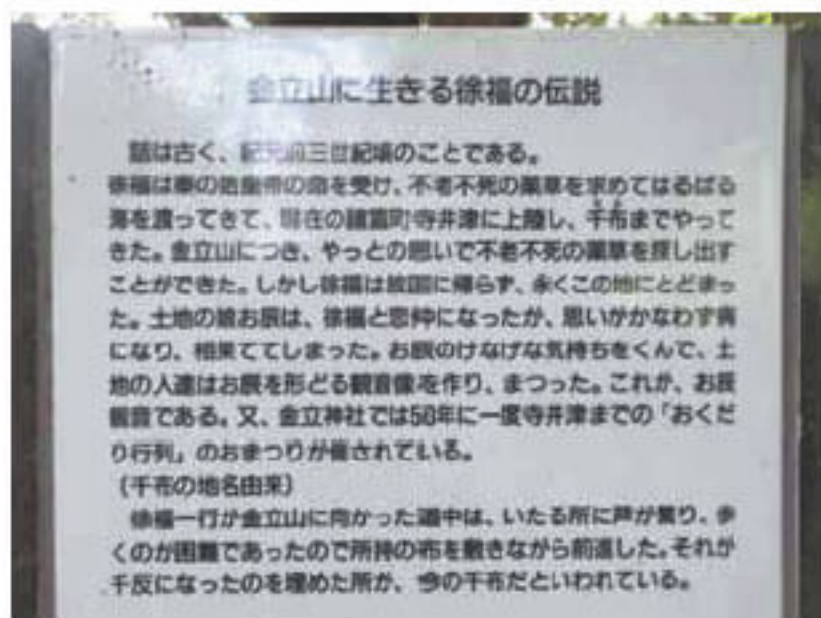 金立山に生きる徐福の伝説
話は古く、紀元前三世紀頃のことである。
徐福は秦の始皇帝の命を受け、不老不死の薬草を求めてはるばる
海を渡ってきて、現在の諸富町寺井津に上陸し、千布までやって
きた。金立山につき、やっとの思いで不老不死の薬草を探し出す
ことができた。しかし徐福は故国に帰らず、永くこの地にとどまっ
た。土地の娘お辰は、徐福と恋仲になったが、思いがかなわず病
になり、相果ててしまった。お辰のけなげな気持ちをくんで、土
地の人達はお辰を形どる観音像を作り、まつった。これが、お辰
観音である。又、金立神社では50年に一度寺井津までの「おくだ
り行列」のおまつりが催されている。
(千布の地名由来)
徐福一行が金立山に向かった道中は、いたる所に芦が繁り、歩
くのが困難であったので所持の布を敷きながら前進した。それが
千反になったのを埋めた所が、今の千布だといわれている。